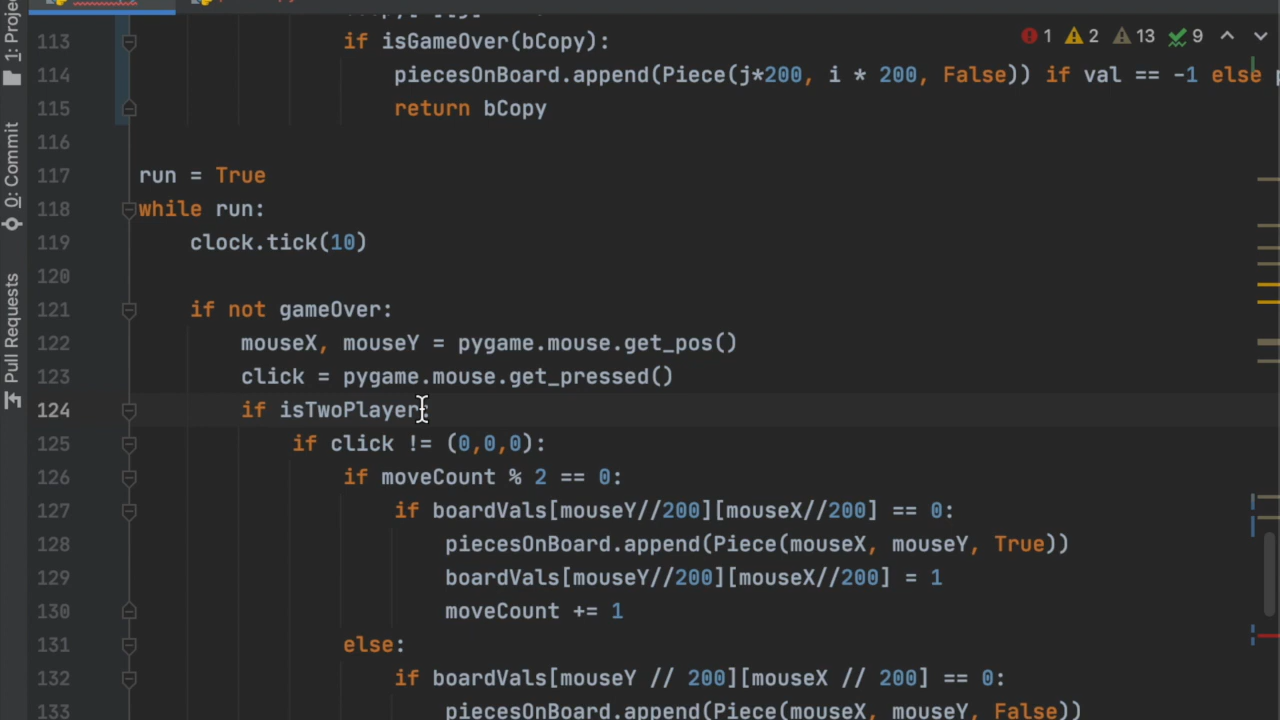 113 if isGameOver(bCopy):
1 2 13 9
114 piecesOnBoard.append(Piece(j*200, i * 200, False)) if val == -1 else
115 return bCopy
116
117 run = True
118 while run:
119 clock.tick(10)
120
121 if not gameOver:
122 mouseX, mouseY = pygame.mouse.get_pos()
123 click = pygame.mouse.get_pressed()
124 if isTwoPlayer:
125 if click != (0,0,0):
126 if moveCount % 2 == 0:
127 if boardVals[mouseY//200][mouseX//200] == 0:
128 piecesOnBoard.append(Piece(mouseX, mouseY, True))
129 boardVals[mouseY//200][mouseX//200] = 1
130 moveCount += 1
131 else:
132 if boardVals[mouseY // 200][mouseX // 200] == 0:
133 piecesOnBoard.append(Piece(mouseX, mouseY, False))
1: Projec
0: Commit
Pull Requests